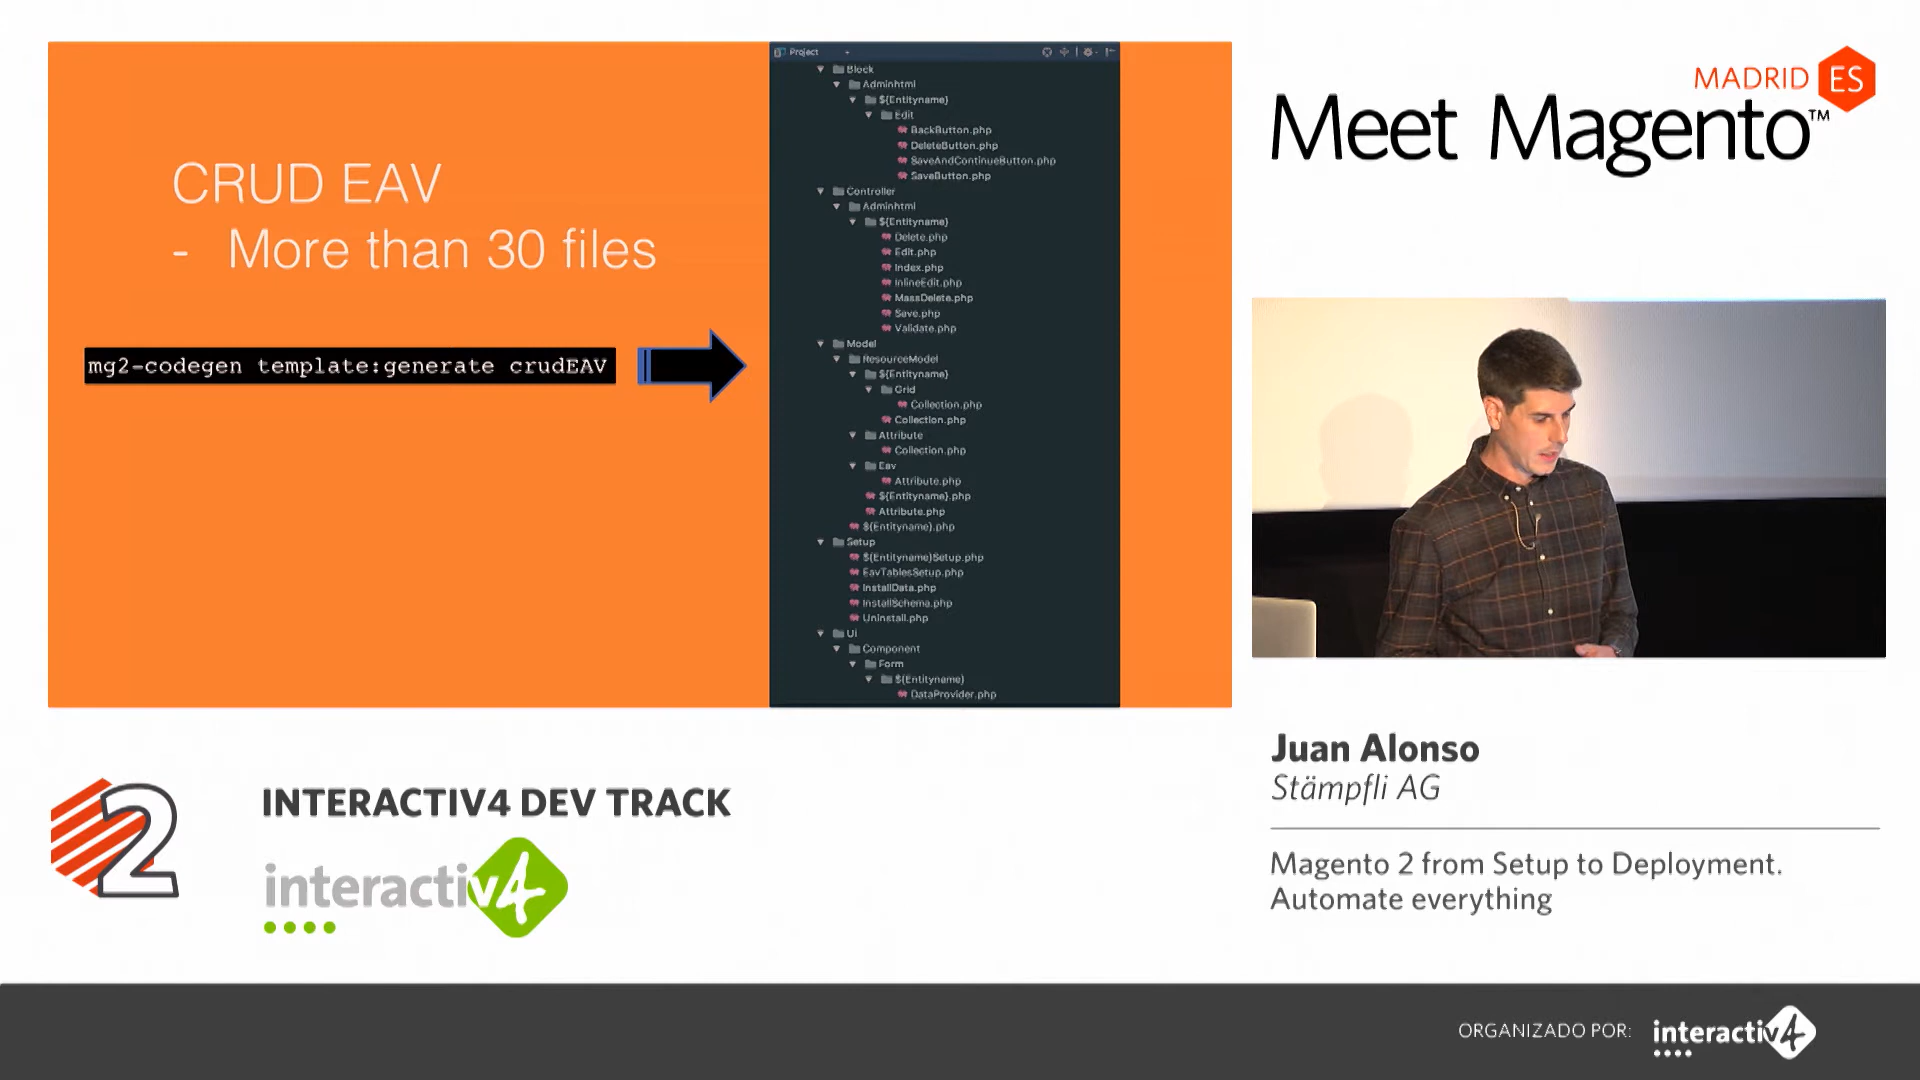 CRUD EAV
- More than 30 files
mg2-codegen template:generate crudEAV
Project
Block
Adminhtml
${Entityname}
Edit
BackButton.php
DeleteButton.php
SaveAndContinueButton.php
SaveButton.php
Controller
Adminhtml
${Entityname}
Delete.php
Edit.php
Index.php
InlineEdit.php
MassDelete.php
Save.php
Validate.php
Model
ResourceModel
${Entityname}
Grid
Collection.php
Collection.php
Attribute
Collection.php
Eav
Attribute.php
${Entityname}.php
Attribute.php
${Entityname}.php
Setup
${Entityname}Setup.php
EavTablesSetup.php
InstallData.php
InstallSchema.php
Uninstall.php
Ui
Component
Form
${Entityname}
DataProvider.php
MADRID ES
Meet Magento™
Juan Alonso
Stämpfli AG
Magento 2 from Setup to Deployment.
Automate everything
2
INTERACTIV4 DEV TRACK
interactiv4
ORGANIZADO POR: interactiv4